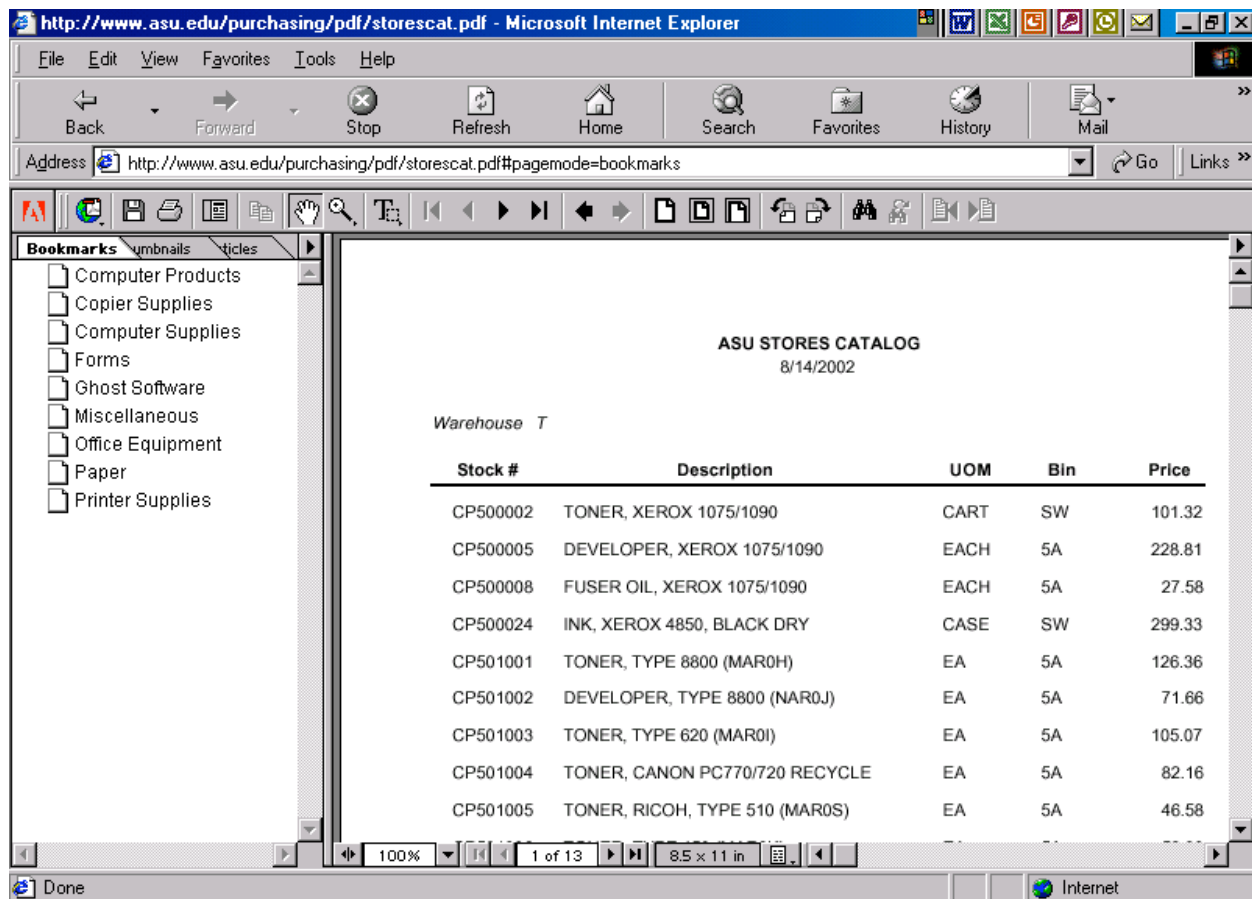 http://www.asu.edu/purchasing/pdf/storescat.pdf - Microsoft Internet Explorer
File Edit View Favorites Tools Help
Back Forward Stop Refresh Home Search Favorites History Mail
Address http://www.asu.edu/purchasing/pdf/storescat.pdf#pagemode=bookmarks Go Links
Bookmarks umbnails ticles
Computer Products
Copier Supplies
Computer Supplies
Forms
Ghost Software
Miscellaneous
Office Equipment
Paper
Printer Supplies
ASU STORES CATALOG
8/14/2002
Warehouse T
Stock # Description UOM Bin Price
CP500002 TONER, XEROX 1075/1090 CART SW 101.32
CP500005 DEVELOPER, XEROX 1075/1090 EACH 5A 228.81
CP500008 FUSER OIL, XEROX 1075/1090 EACH 5A 27.58
CP500024 INK, XEROX 4850, BLACK DRY CASE SW 299.33
CP501001 TONER, TYPE 8800 (MAR0H) EA 5A 126.36
CP501002 DEVELOPER, TYPE 8800 (NAR0J) EA 5A 71.66
CP501003 TONER, TYPE 620 (MAR0I) EA 5A 105.07
CP501004 TONER, CANON PC770/720 RECYCLE EA 5A 82.16
CP501005 TONER, RICOH, TYPE 510 (MAR0S) EA 5A 46.58
100% 1 of 13 8.5 x 11 in
Done Internet